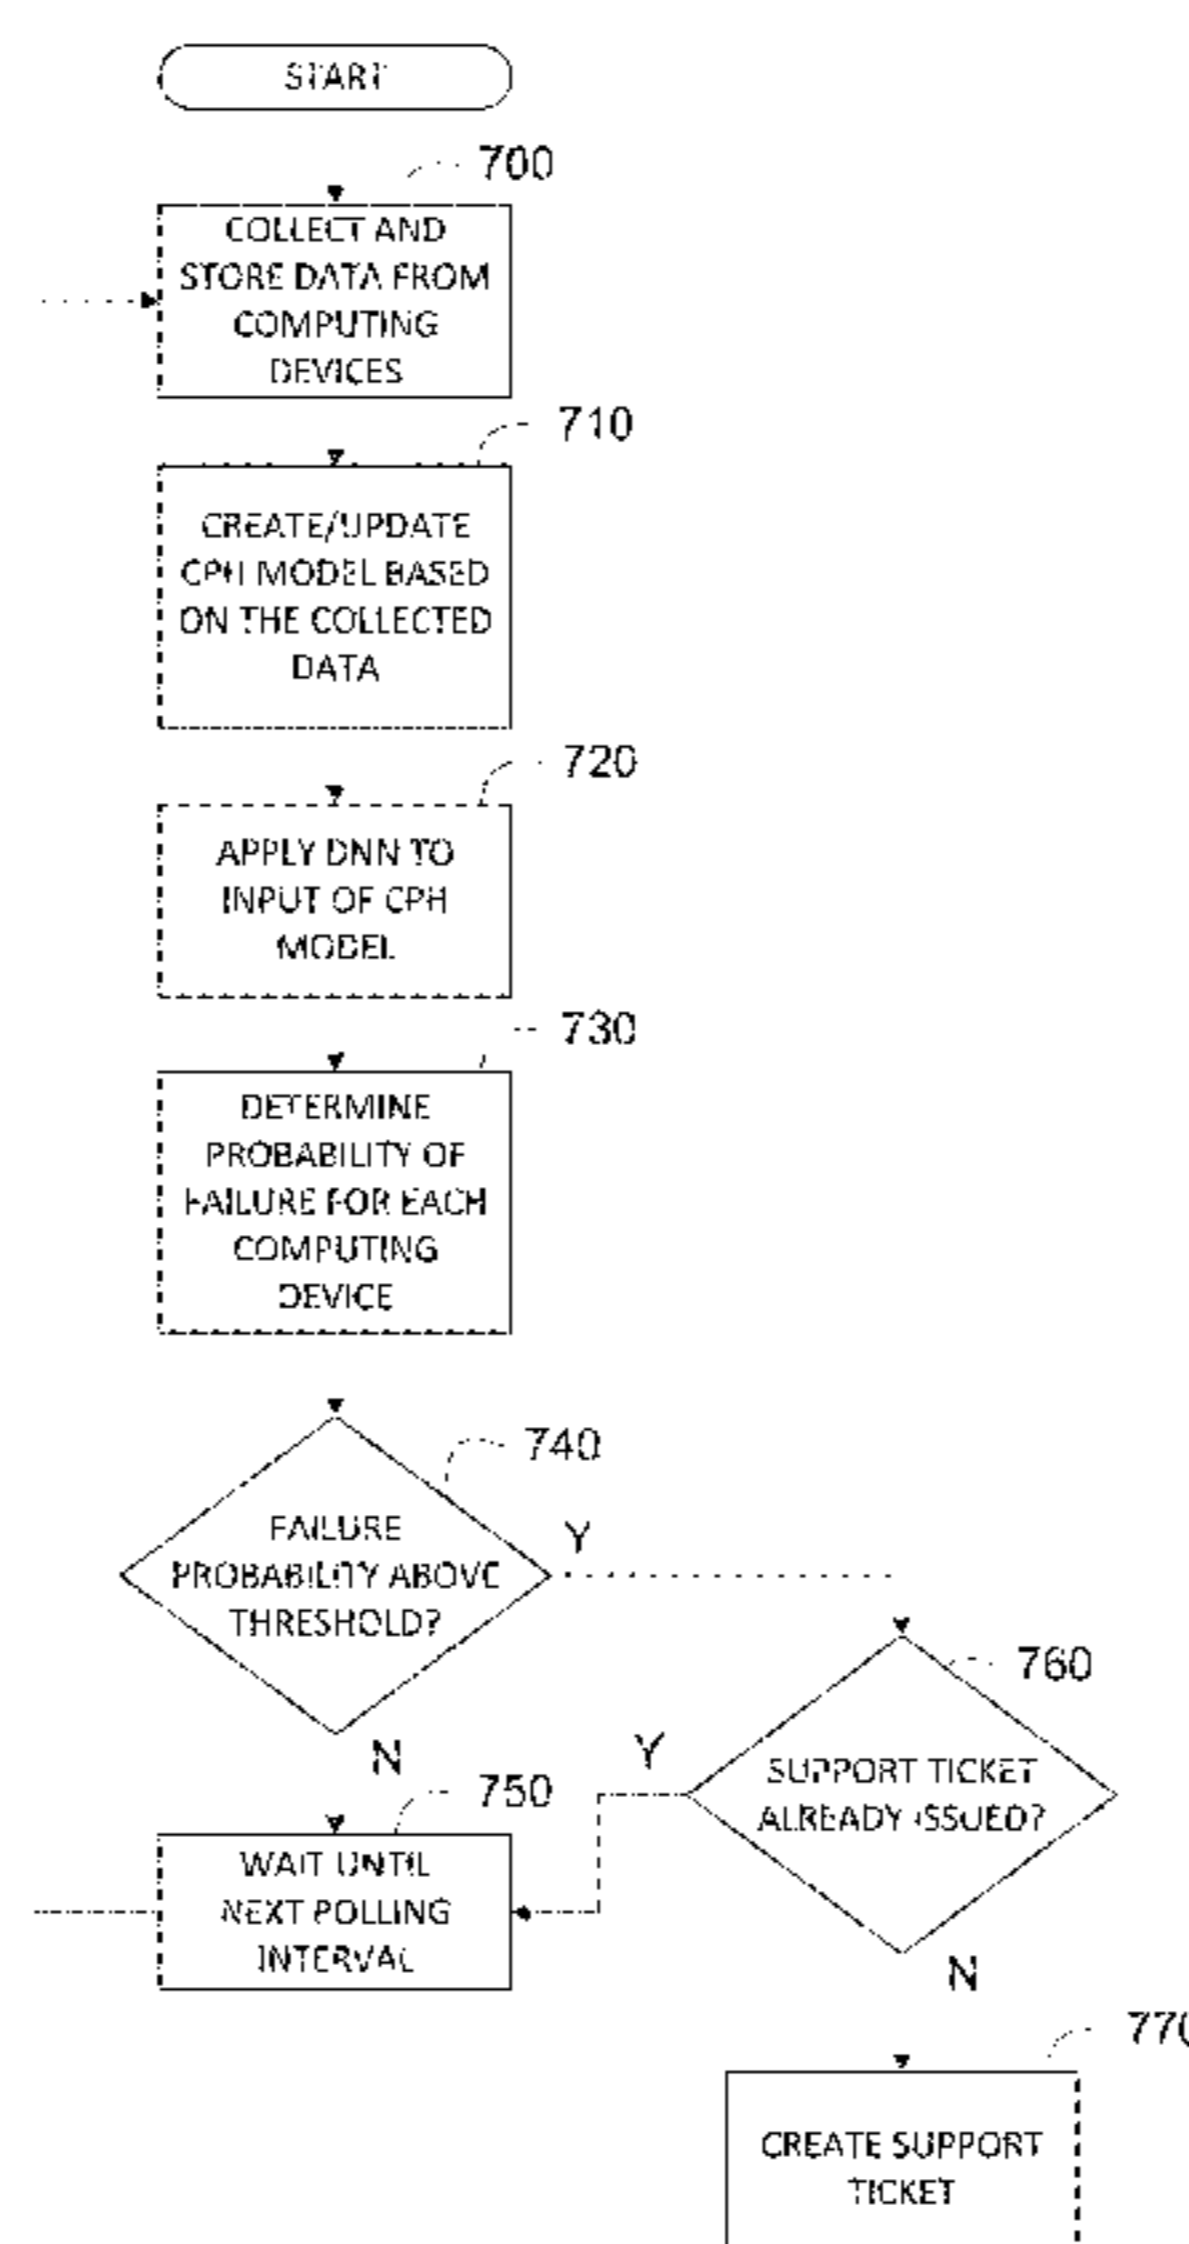 START
700
COLLECT AND
STORE DATA FROM
COMPUTING
DEVICES
710
CREATE/UPDATE
CPH MODEL BASED
ON THE COLLECTED
DATA
720
APPLY DNN TO
INPUT OF CPH
MODEL
730
DETERMINE
PROBABILITY OF
FAILURE FOR EACH
COMPUTING
DEVICE
740
FAILURE
PROBABILITY ABOVE
THRESHOLD?
Y
760
SUPPORT TICKET
ALREADY ISSUED?
Y
N
750
WAIT UNTIL
NEXT POLLING
INTERVAL
N
770
CREATE SUPPORT
TICKET